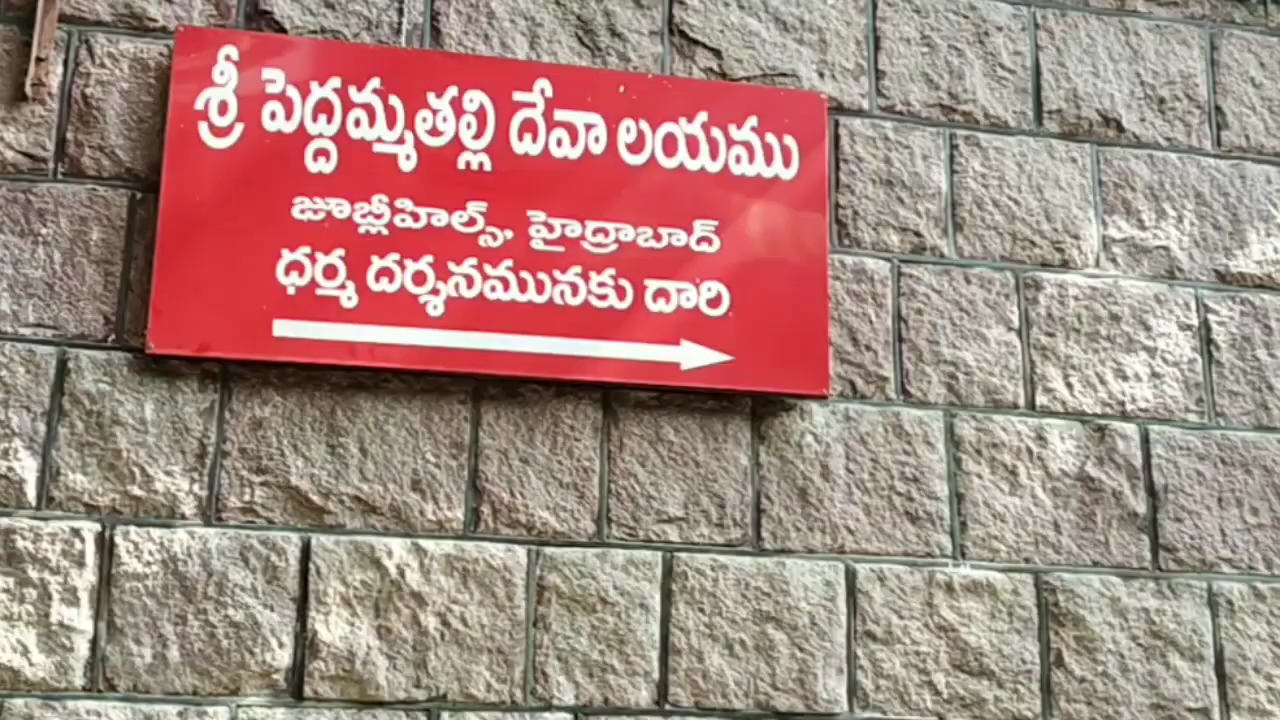 శ్రీ పెద్దమ్మతల్లి దేవాలయము
జూబ్లీహిల్స్, హైద్రాబాద్
ధర్మ దర్శనమునకు దారి